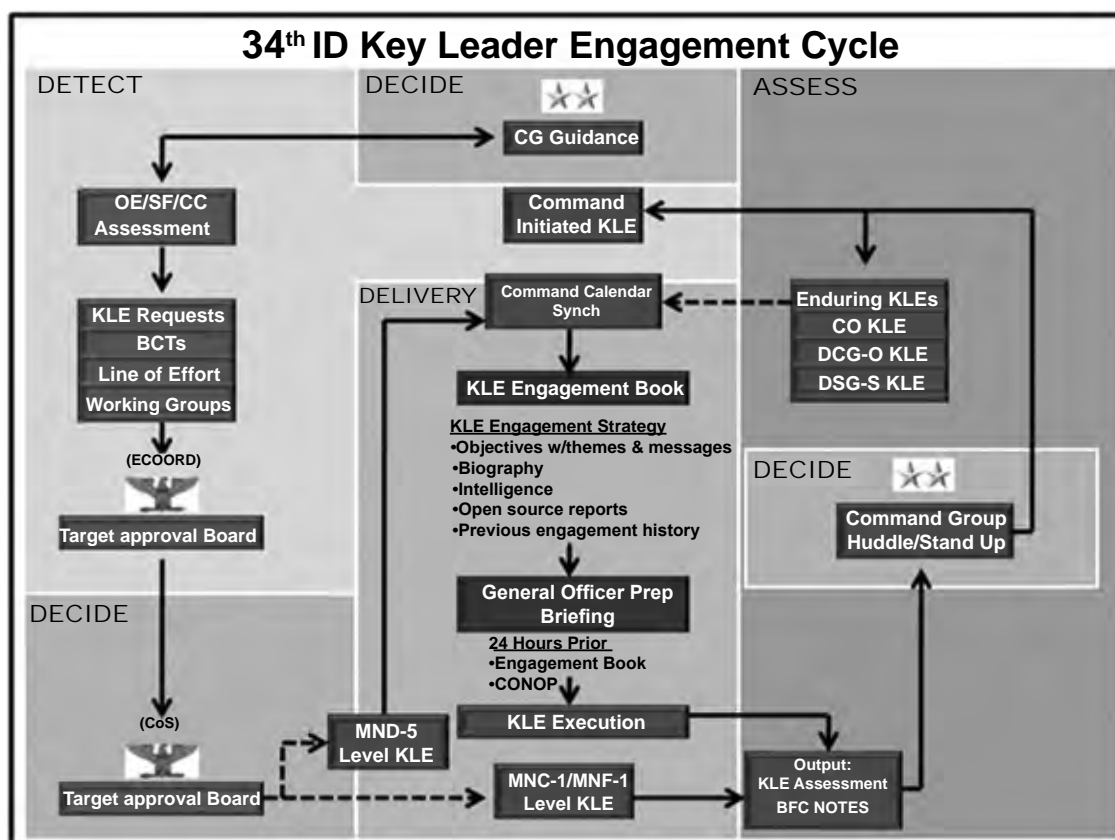 34th ID Key Leader Engagement Cycle
DETECT
DECIDE
CG Guidance
ASSESS
OE/SF/CC
Assessment
Command
Initiated KLE
KLE Requests
BCTs
Line of Effort
Working Groups
(ECOORD)
Target approval Board
DELIVERY
Command Calendar
Synch
KLE Engagement Book
KLE Engagement Strategy
•Objectives w/themes & messages
•Biography
•Intelligence
•Open source reports
•Previous engagement history
General Officer Prep
Briefing
24 Hours Prior
•Engagement Book
•CONOP
KLE Execution
Enduring KLEs
CO KLE
DCG-O KLE
DSG-S KLE
DECIDE
Command Group
Huddle/Stand Up
DECIDE
(CoS)
Target approval Board
MND-5
Level KLE
MNC-1/MNF-1
Level KLE
Output:
KLE Assessment
BFC NOTES